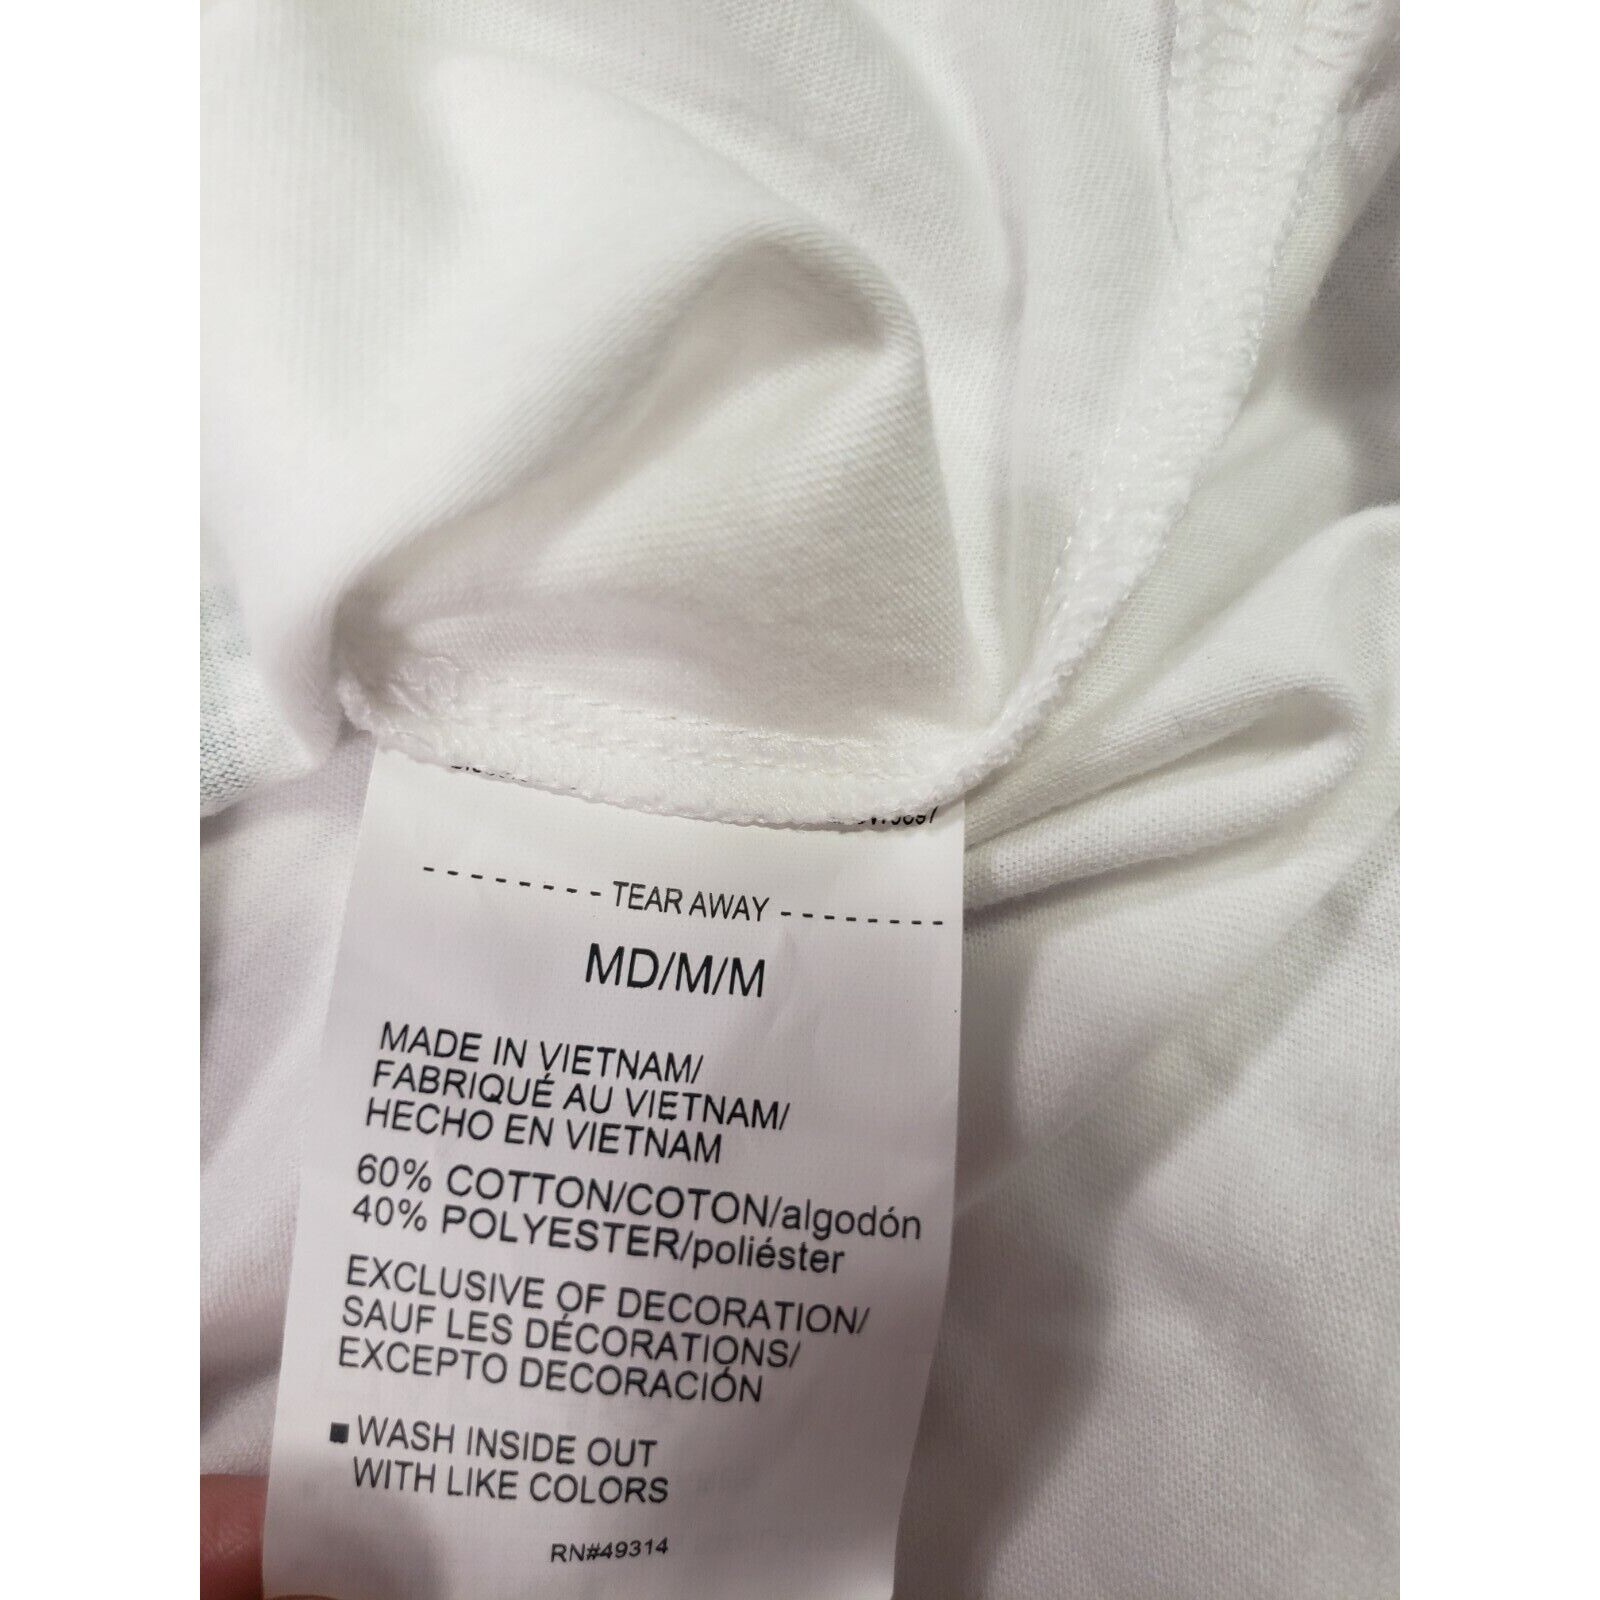 - - - - - - - - TEAR AWAY - - - - - - - -
MD/M/M
MADE IN VIETNAM/
FABRIQUÉ AU VIETNAM/
HECHO EN VIETNAM
60% COTTON/COTON/algodón
40% POLYESTER/poliéster
EXCLUSIVE OF DECORATION/
SAUF LES DÉCORATIONS/
EXCEPTO DECORACIÓN
■ WASH INSIDE OUT
WITH LIKE COLORS
RN#49314